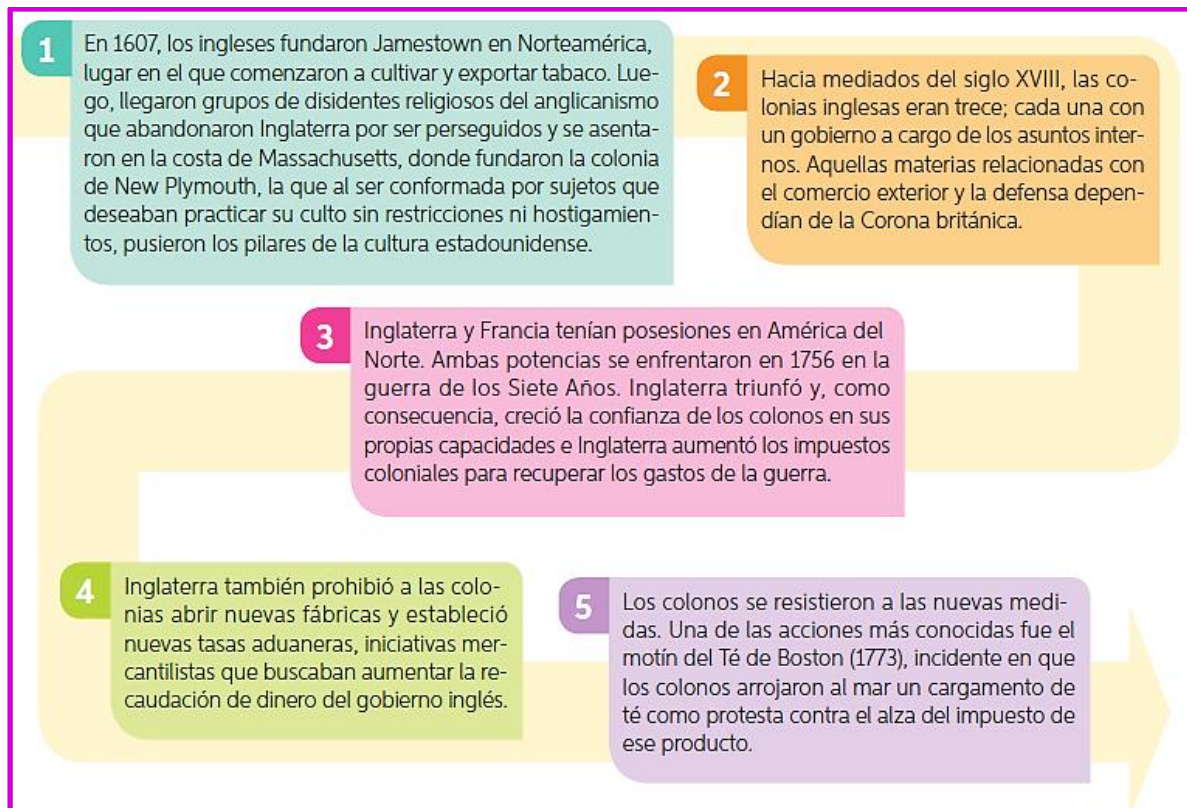 1
En 1607, los ingleses fundaron Jamestown en Norteamérica,
lugar en el que comenzaron a cultivar y exportar tabaco. Lue-
go, llegaron grupos de disidentes religiosos del anglicanismo
que abandonaron Inglaterra por ser perseguidos y se asenta-
ron en la costa de Massachusetts, donde fundaron la colonia
de New Plymouth, la que al ser conformada por sujetos que
deseaban practicar su culto sin restricciones ni hostigamien-
tos, pusieron los pilares de la cultura estadounidense.
2
Hacia mediados del siglo XVIII, las co-
lonias inglesas eran trece; cada una con
un gobierno a cargo de los asuntos inter-
nos. Aquellas materias relacionadas con
el comercio exterior y la defensa depen-
dían de la Corona británica.
3
Inglaterra y Francia tenían posesiones en América del
Norte. Ambas potencias se enfrentaron en 1756 en la
guerra de los Siete Años. Inglaterra triunfó y, como
consecuencia, creció la confianza de los colonos en sus
propias capacidades e Inglaterra aumentó los impuestos
coloniales para recuperar los gastos de la guerra.
4
Inglaterra también prohibió a las colo-
nias abrir nuevas fábricas y estableció
nuevas tasas aduaneras, iniciativas mer-
cantilistas que buscaban aumentar la re-
caudación de dinero del gobierno inglés.
5
Los colonos se resistieron a las nuevas medi-
das. Una de las acciones más conocidas fue el
motín del Té de Boston (1773), incidente en que
los colonos arrojaron al mar un cargamento de
té como protesta contra el alza del impuesto de
ese producto.